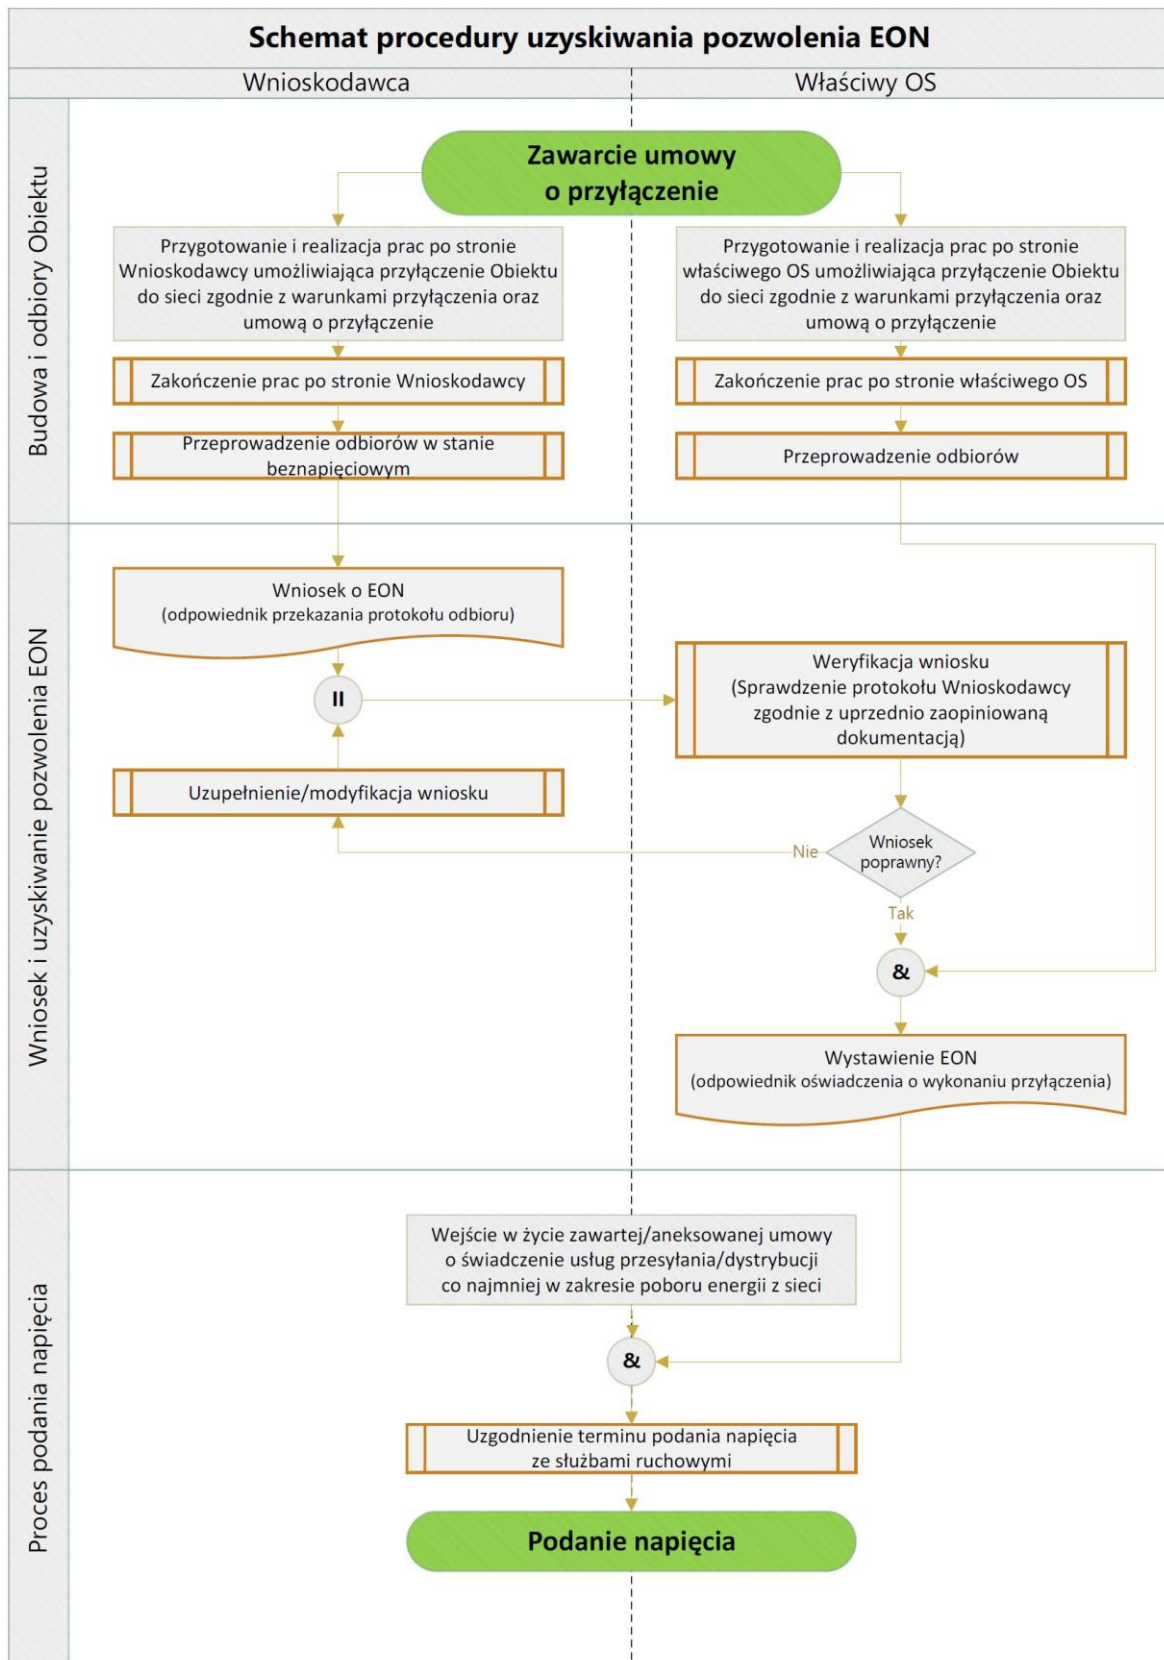 Schemat procedury uzyskiwania pozwolenia EON
Wnioskodawca
Właściwy OS
Budowa i odbiory Obiektu
Zawarcie umowy
o przyłączenie
Przygotowanie i realizacja prac po stronie
Wnioskodawcy umożliwiająca przyłączenie Obiektu
do sieci zgodnie z warunkami przyłączenia oraz
umową o przyłączenie
Przygotowanie i realizacja prac po stronie
właściwego OS umożliwiająca przyłączenie Obiektu
do sieci zgodnie z warunkami przyłączenia oraz
umową o przyłączenie
Zakończenie prac po stronie Wnioskodawcy
Zakończenie prac po stronie właściwego OS
Przeprowadzenie odbiorów w stanie
beznapięciowym
Przeprowadzenie odbiorów
Wniosek i uzyskiwanie pozwolenia EON
Wniosek o EON
(odpowiednik przekazania protokołu odbioru)
II
Weryfikacja wniosku
(Sprawdzenie protokołu Wnioskodawcy
zgodnie z uprzednio zaopiniowaną
dokumentacją)
Uzupełnienie/modyfikacja wniosku
Nie
Wniosek
poprawny?
Tak
&
Wystawienie EON
(odpowiednik oświadczenia o wykonaniu przyłączenia)
Proces podania napięcia
Wejście w życie zawartej/aneksowanej umowy
o świadczenie usług przesyłania/dystrybucji
co najmniej w zakresie poboru energii z sieci
&
Uzgodnienie terminu podania napięcia
ze służbami ruchowymi
Podanie napięcia